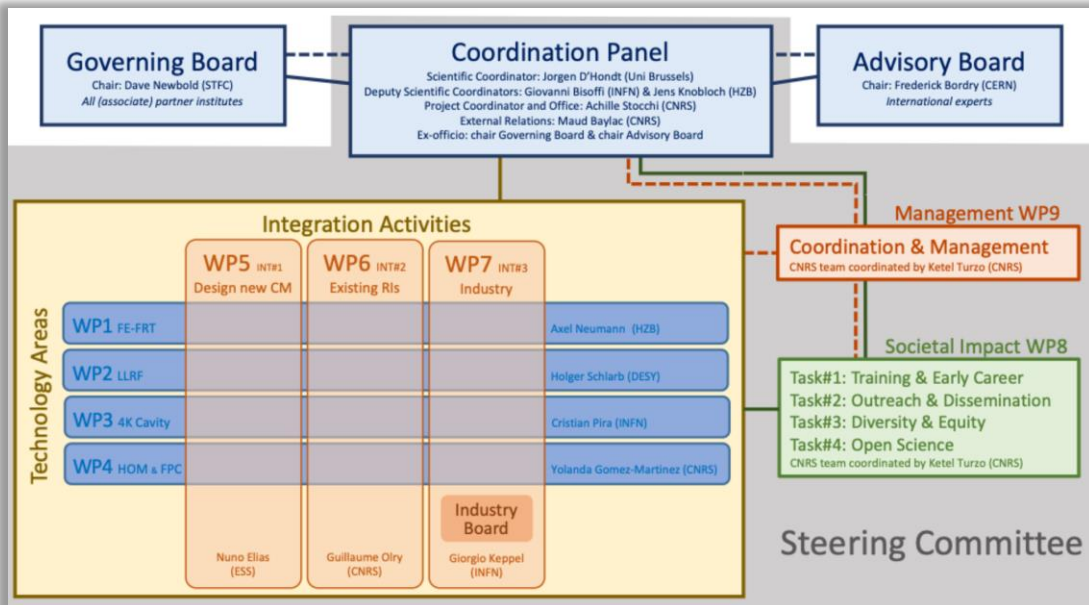 Governing Board
Chair: Dave Newbold (STFC)
All (associate) partner institutes
Coordination Panel
Scientific Coordinator: Jorgen D'Hondt (Uni Brussels)
Deputy Scientific Coordinators: Giovanni Bisoffi (INFN) & Jens Knobloch (HZB)
Project Coordinator and Office: Achille Stocchi (CNRS)
External Relations: Maud Baylac (CNRS)
Ex-officio: chair Governing Board & chair Advisory Board
Advisory Board
Chair: Frederick Bordry (CERN)
International experts
Integration Activities
Technology Areas
WP5 INT#1
Design new CM
WP6 INT#2
Existing RIs
WP7 INT#3
Industry
WP1 FE-FRT
Axel Neumann (HZB)
WP2 LLRF
Holger Schlarb (DESY)
WP3 4K Cavity
Cristian Pira (INFN)
WP4 HOM & FPC
Yolanda Gomez-Martinez (CNRS)
Industry
Board
Nuno Elias
(ESS)
Guillaume Olry
(CNRS)
Giorgio Keppel
(INFN)
Management WP9
Coordination & Management
CNRS team coordinated by Ketel Turzo (CNRS)
Societal Impact WP8
Task#1: Training & Early Career
Task#2: Outreach & Dissemination
Task#3: Diversity & Equity
Task#4: Open Science
CNRS team coordinated by Ketel Turzo (CNRS)
Steering Committee